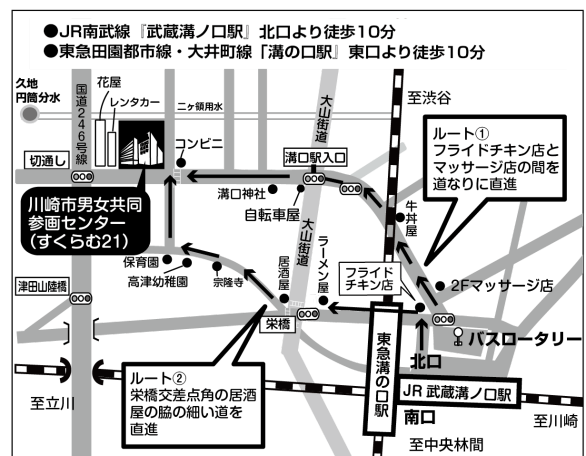 ●JR南武線『武蔵溝ノ口駅』北口より徒歩10分
●東急田園都市線・大井町線「溝の口駅」東口より徒歩10分
久地
円筒分水
国道246号線
花屋
レンタカー
二ヶ領用水
大山街道
至渋谷
コンビニ
切通し
溝口駅入口
溝口神社
自転車屋
ルート①
フライドチキン店と
マッサージ店の間を
道なりに直進
牛丼屋
川崎市男女共同
参画センター
(すくらむ21)
保育園
高津幼稚園
宗隆寺
大山街道
居酒屋
ラーメン屋
フライド
チキン店
2Fマッサージ店
津田山陸橋
栄橋
バスロータリー
北口
東急溝の口駅
JR 武蔵溝ノ口駅
南口
ルート②
栄橋交差点角の居酒
屋の脇の細い道を
直進
至立川
至川崎
至中央林間